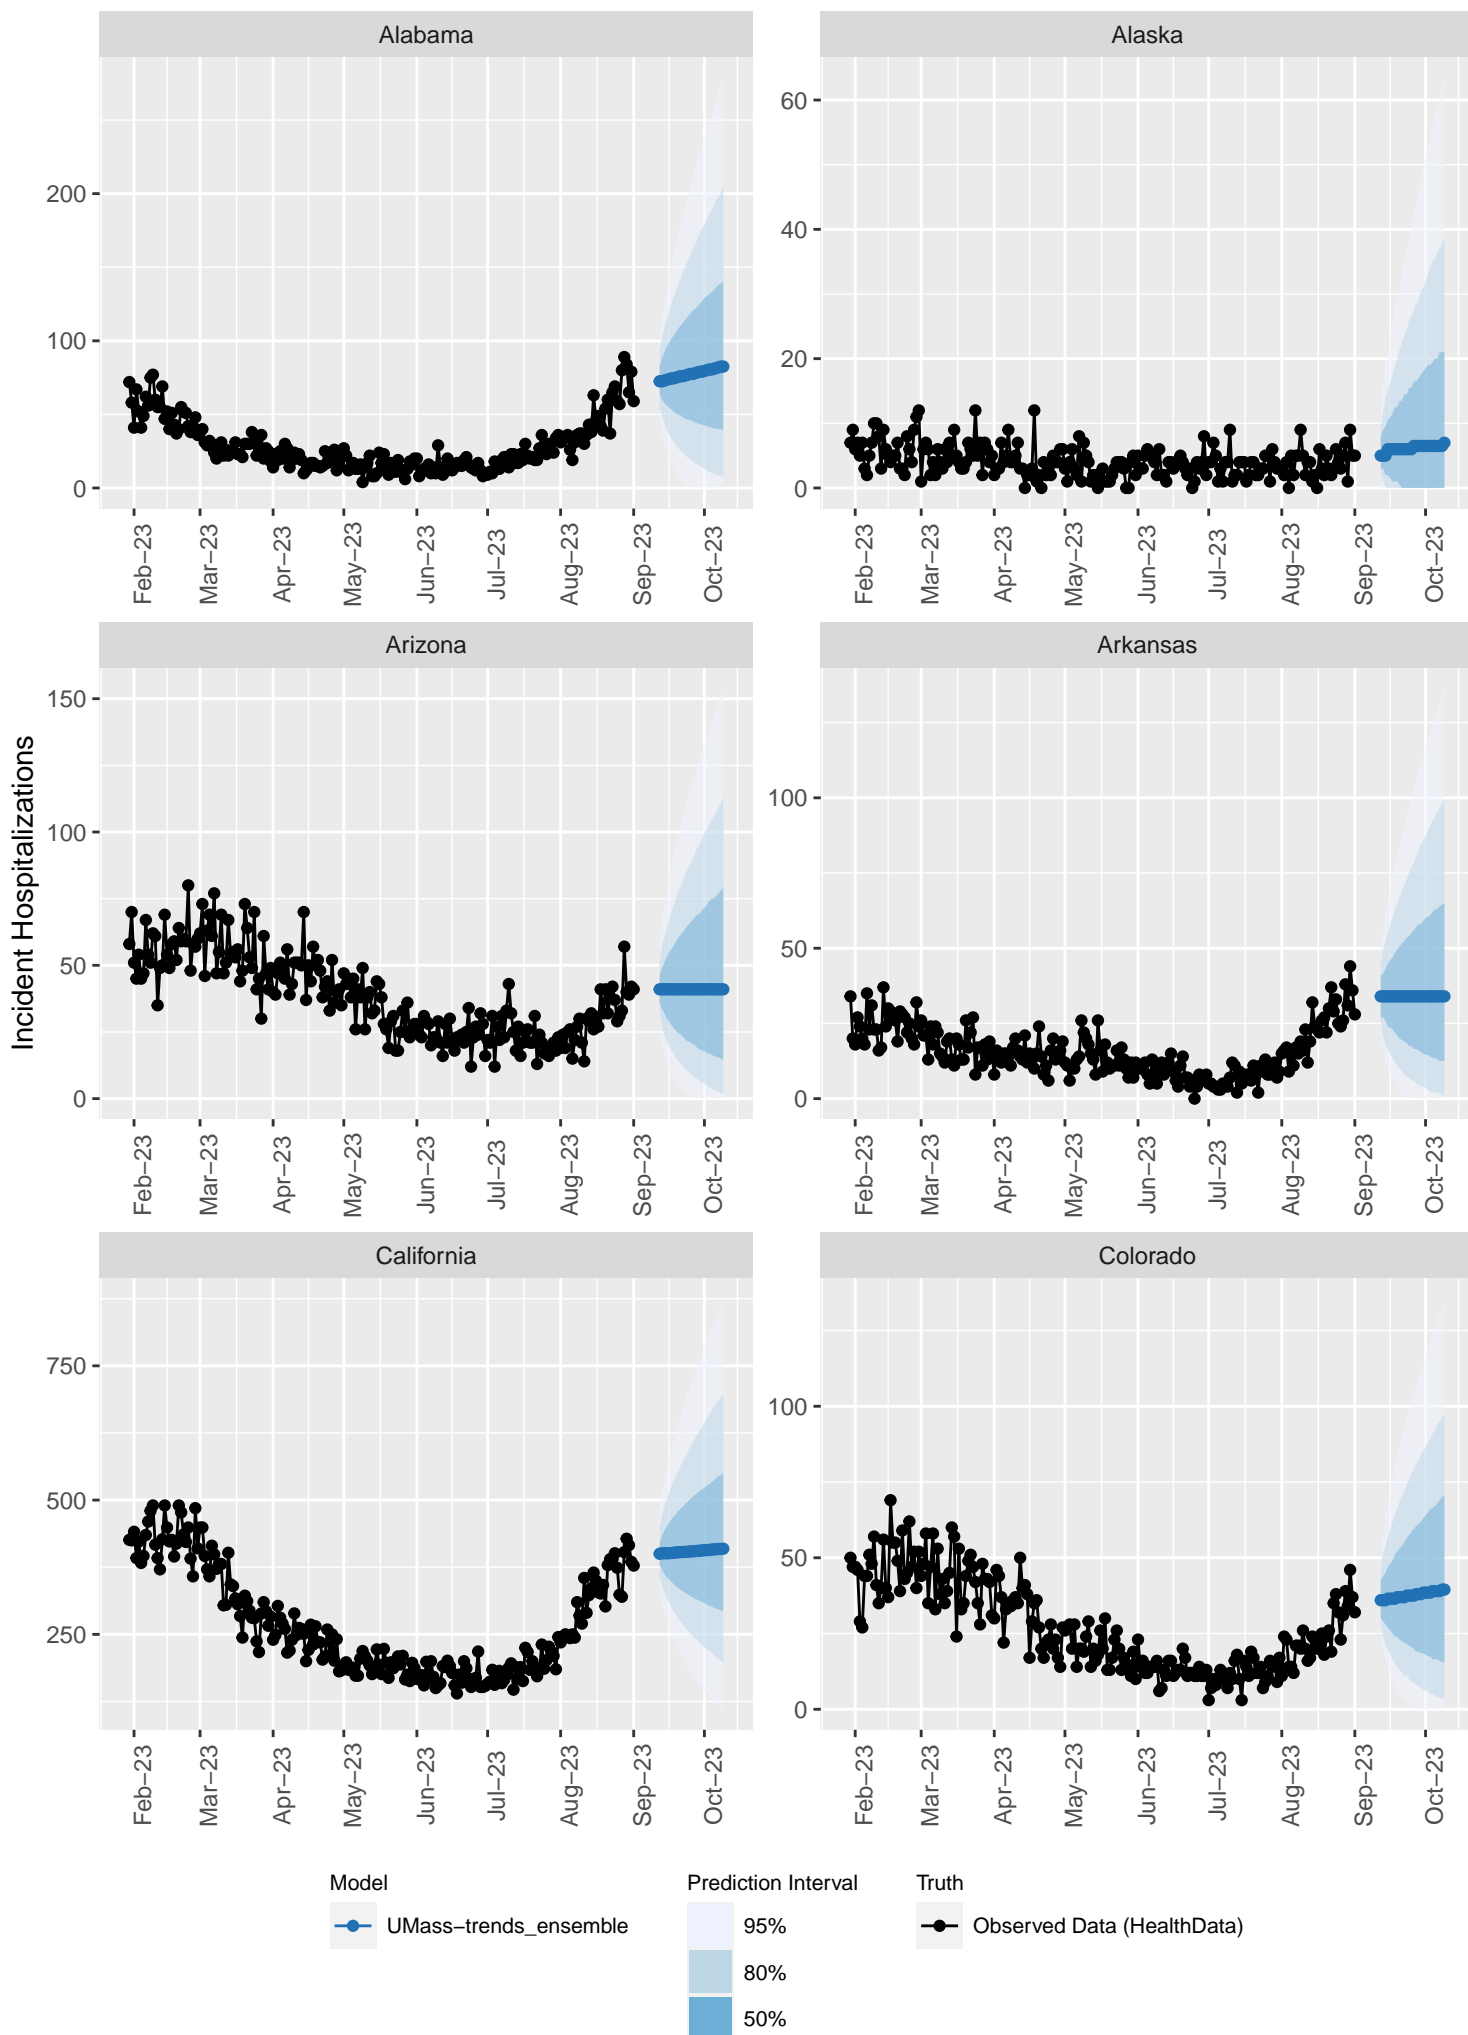 Alabama
Alaska
200
100
0
60
40
20
0
Feb−23 Mar−23 Apr−23 May−23 Jun−23 Jul−23 Aug−23 Sep−23 Oct−23
Feb−23 Mar−23 Apr−23 May−23 Jun−23 Jul−23 Aug−23 Sep−23 Oct−23
Arizona
Arkansas
Incident Hospitalizations
150
100
50
0
100
50
0
Feb−23 Mar−23 Apr−23 May−23 Jun−23 Jul−23 Aug−23 Sep−23 Oct−23
Feb−23 Mar−23 Apr−23 May−23 Jun−23 Jul−23 Aug−23 Sep−23 Oct−23
California
Colorado
750
500
250
100
50
0
Feb−23 Mar−23 Apr−23 May−23 Jun−23 Jul−23 Aug−23 Sep−23 Oct−23
Feb−23 Mar−23 Apr−23 May−23 Jun−23 Jul−23 Aug−23 Sep−23 Oct−23
Model
UMass−trends_ensemble
Prediction Interval
95%
80%
50%
Truth
Observed Data (HealthData)